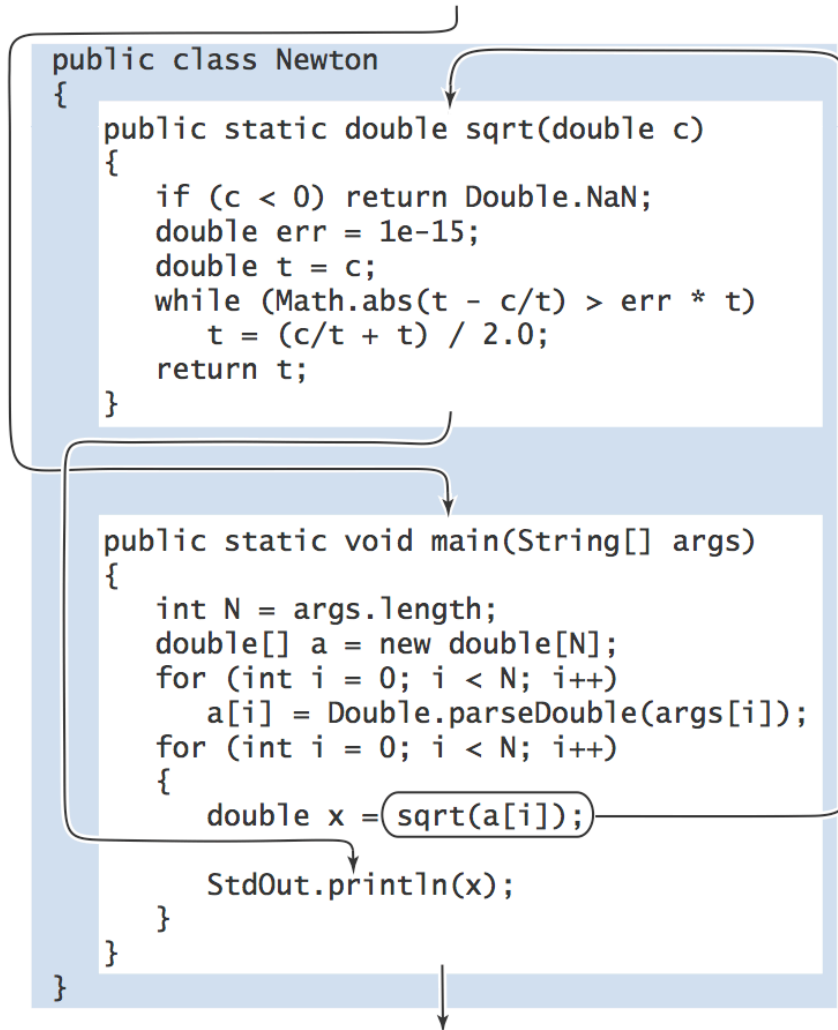 public class Newton
{
public static double sqrt(double c)
{
if (c < 0) return Double.NaN;
double err = 1e-15;
double t = c;
while (Math.abs(t - c/t) > err * t)
t = (c/t + t) / 2.0;
return t;
}
public static void main(String[] args)
{
int N = args.length;
double[] a = new double[N];
for (int i = 0; i < N; i++)
a[i] = Double.parseDouble(args[i]);
for (int i = 0; i < N; i++)
{
double x = sqrt(a[i]);
StdOut.println(x);
}
}
}